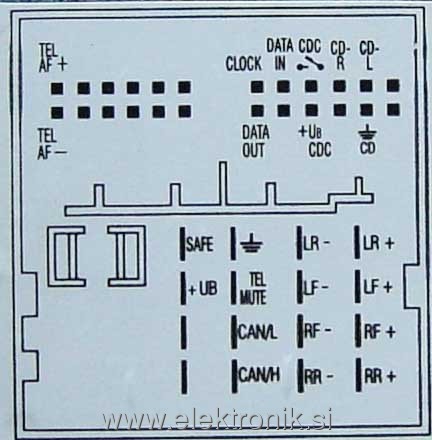 TEL AF +
CLOCK
DATA IN
CDC
CD-R
CD-L
TEL AF –
DATA OUT
+UB CDC
CD
SAFE
LR –
LR +
+UB
TEL MUTE
LF –
LF +
CAN/L
RF –
RF +
CAN/H
RR –
RR +
www.elektronik.si